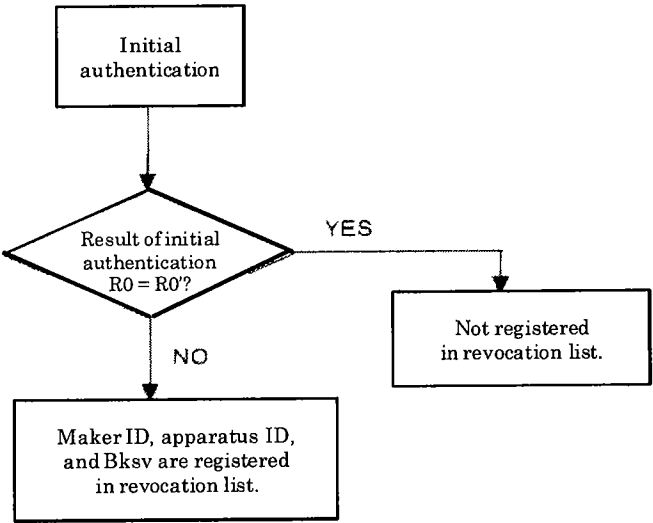 Initial
authentication
Result of initial
authentication
R0 = R0'?
YES
Not registered
in revocation list.
NO
Maker ID, apparatus ID,
and Bksv are registered
in revocation list.